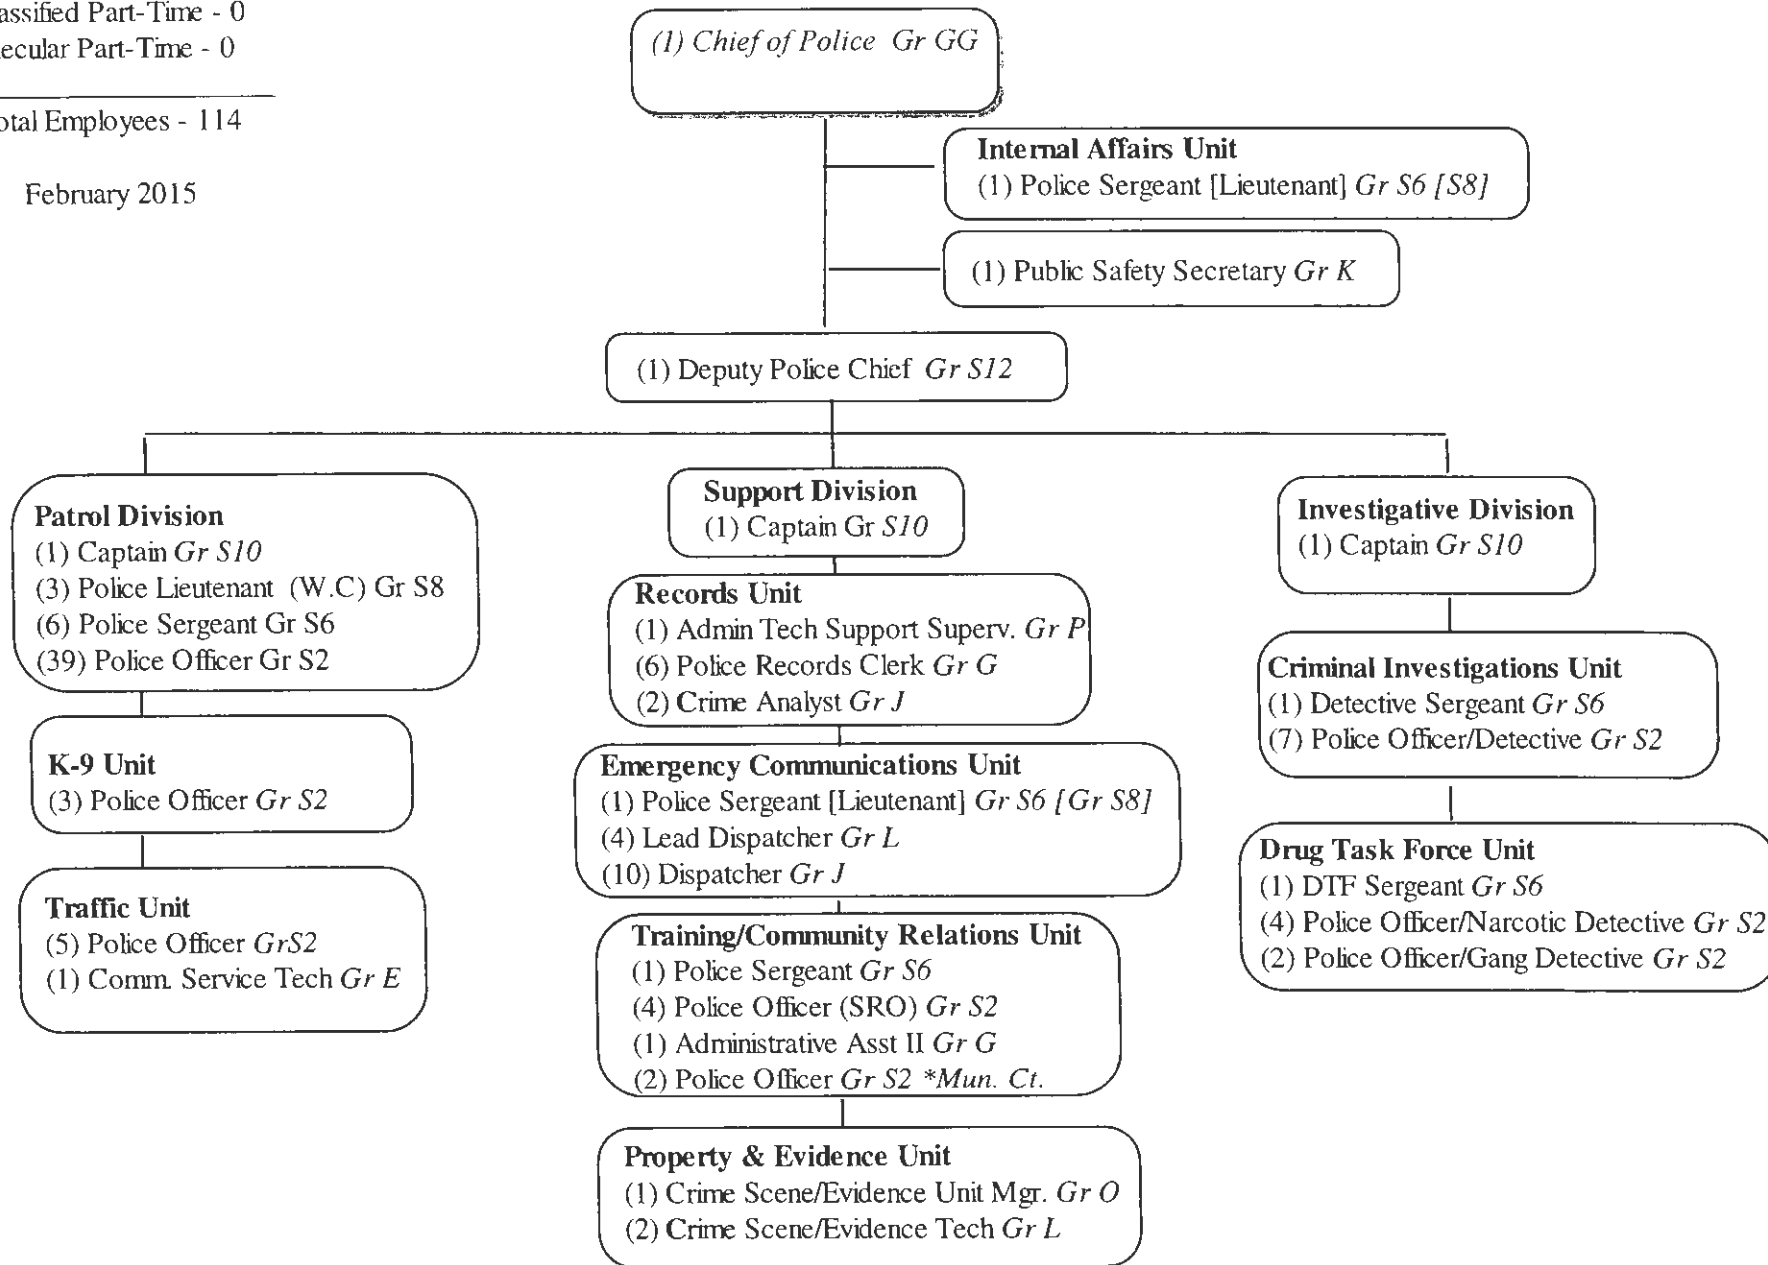 assified Part-Time - 0
ecular Part-Time - 0
otal Employees - 114
February 2015
(1) Chief of Police Gr GG
Internal Affairs Unit
(1) Police Sergeant [Lieutenant] Gr S6 [S8]
(1) Public Safety Secretary Gr K
(1) Deputy Police Chief Gr S12
Patrol Division
(1) Captain Gr S10
(3) Police Lieutenant (W.C) Gr S8
(6) Police Sergeant Gr S6
(39) Police Officer Gr S2
K-9 Unit
(3) Police Officer Gr S2
Traffic Unit
(5) Police Officer GrS2
(1) Comm. Service Tech Gr E
Support Division
(1) Captain Gr S10
Records Unit
(1) Admin Tech Support Superv. Gr P
(6) Police Records Clerk Gr G
(2) Crime Analyst Gr J
Emergency Communications Unit
(1) Police Sergeant [Lieutenant] Gr S6 [Gr S8]
(4) Lead Dispatcher Gr L
(10) Dispatcher Gr J
Training/Community Relations Unit
(1) Police Sergeant Gr S6
(4) Police Officer (SRO) Gr S2
(1) Administrative Asst II Gr G
(2) Police Officer Gr S2 *Mun. Ct.
Property & Evidence Unit
(1) Crime Scene/Evidence Unit Mgr. Gr O
(2) Crime Scene/Evidence Tech Gr L
Investigative Division
(1) Captain Gr S10
Criminal Investigations Unit
(1) Detective Sergeant Gr S6
(7) Police Officer/Detective Gr S2
Drug Task Force Unit
(1) DTF Sergeant Gr S6
(4) Police Officer/Narcotic Detective Gr S2
(2) Police Officer/Gang Detective Gr S2